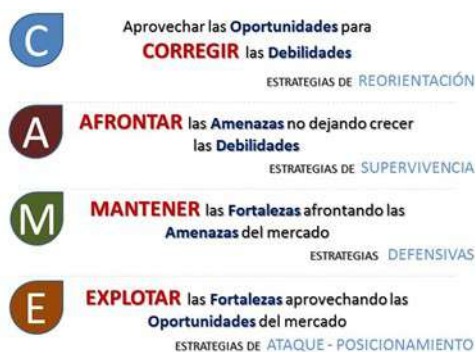 C
Aprovechar las Oportunidades para
CORREGIR las Debilidades
ESTRATEGIAS DE REORIENTACIÓN
A
AFRONTAR las Amenazas no dejando crecer
las Debilidades
ESTRATEGIAS DE SUPERVIVENCIA
M
MANTENER las Fortalezas afrontando las
Amenazas del mercado
ESTRATEGIAS DEFENSIVAS
E
EXPLOTAR las Fortalezas aprovechando las
Oportunidades del mercado
ESTRATEGIAS DE ATAQUE - POSICIONAMIENTO